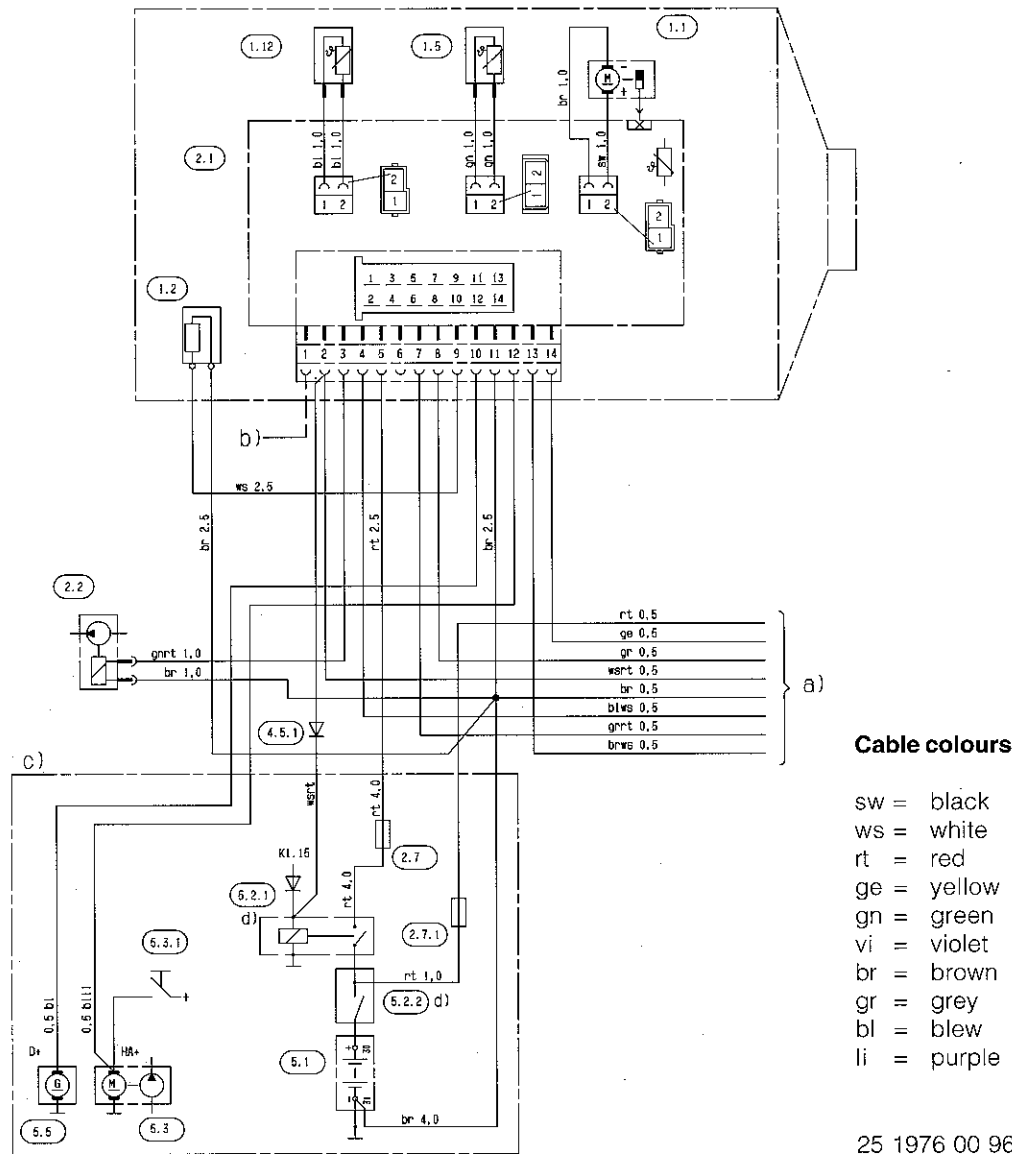 1.12
1.5
1.1
2.1
bl 1,0
bl 1,0
gn 1,0
gn 1,0
br 1,0
sw 1,0
M
-
+
1 2
2
1
1 2
1 2
1 2
2
1
1 3 5 7 9 11 13
2 4 6 8 10 12 14
1.2
1 2 3 4 5 6 7 8 9 10 11 12 13 14
b)
ws 2.5
br 2.5
rt 2.5
br 2.5
2.2
gnrt 1,0
br 1,0
rt 0,5
ge 0,5
gr 0,5
wsrt 0,5
br 0,5
blws 0,5
grrt 0,5
brws 0,5
a)
4.5.1
c)
wsrt
rt 4,0
2.7
Kl.15
5.2.1
d)
rt 4,0
2.7.1
5.3.1
+
rt 1,0
5.2.2 d)
0,5 bl
0,5 blli
D+
HA+
5.1
+ 30
- 31
G
M
5.5
5.3
br 4,0
Cable colours
sw = black
ws = white
rt = red
ge = yellow
gn = green
vi = violet
br = brown
gr = grey
bl = blew
li = purple
25 1976 00 96